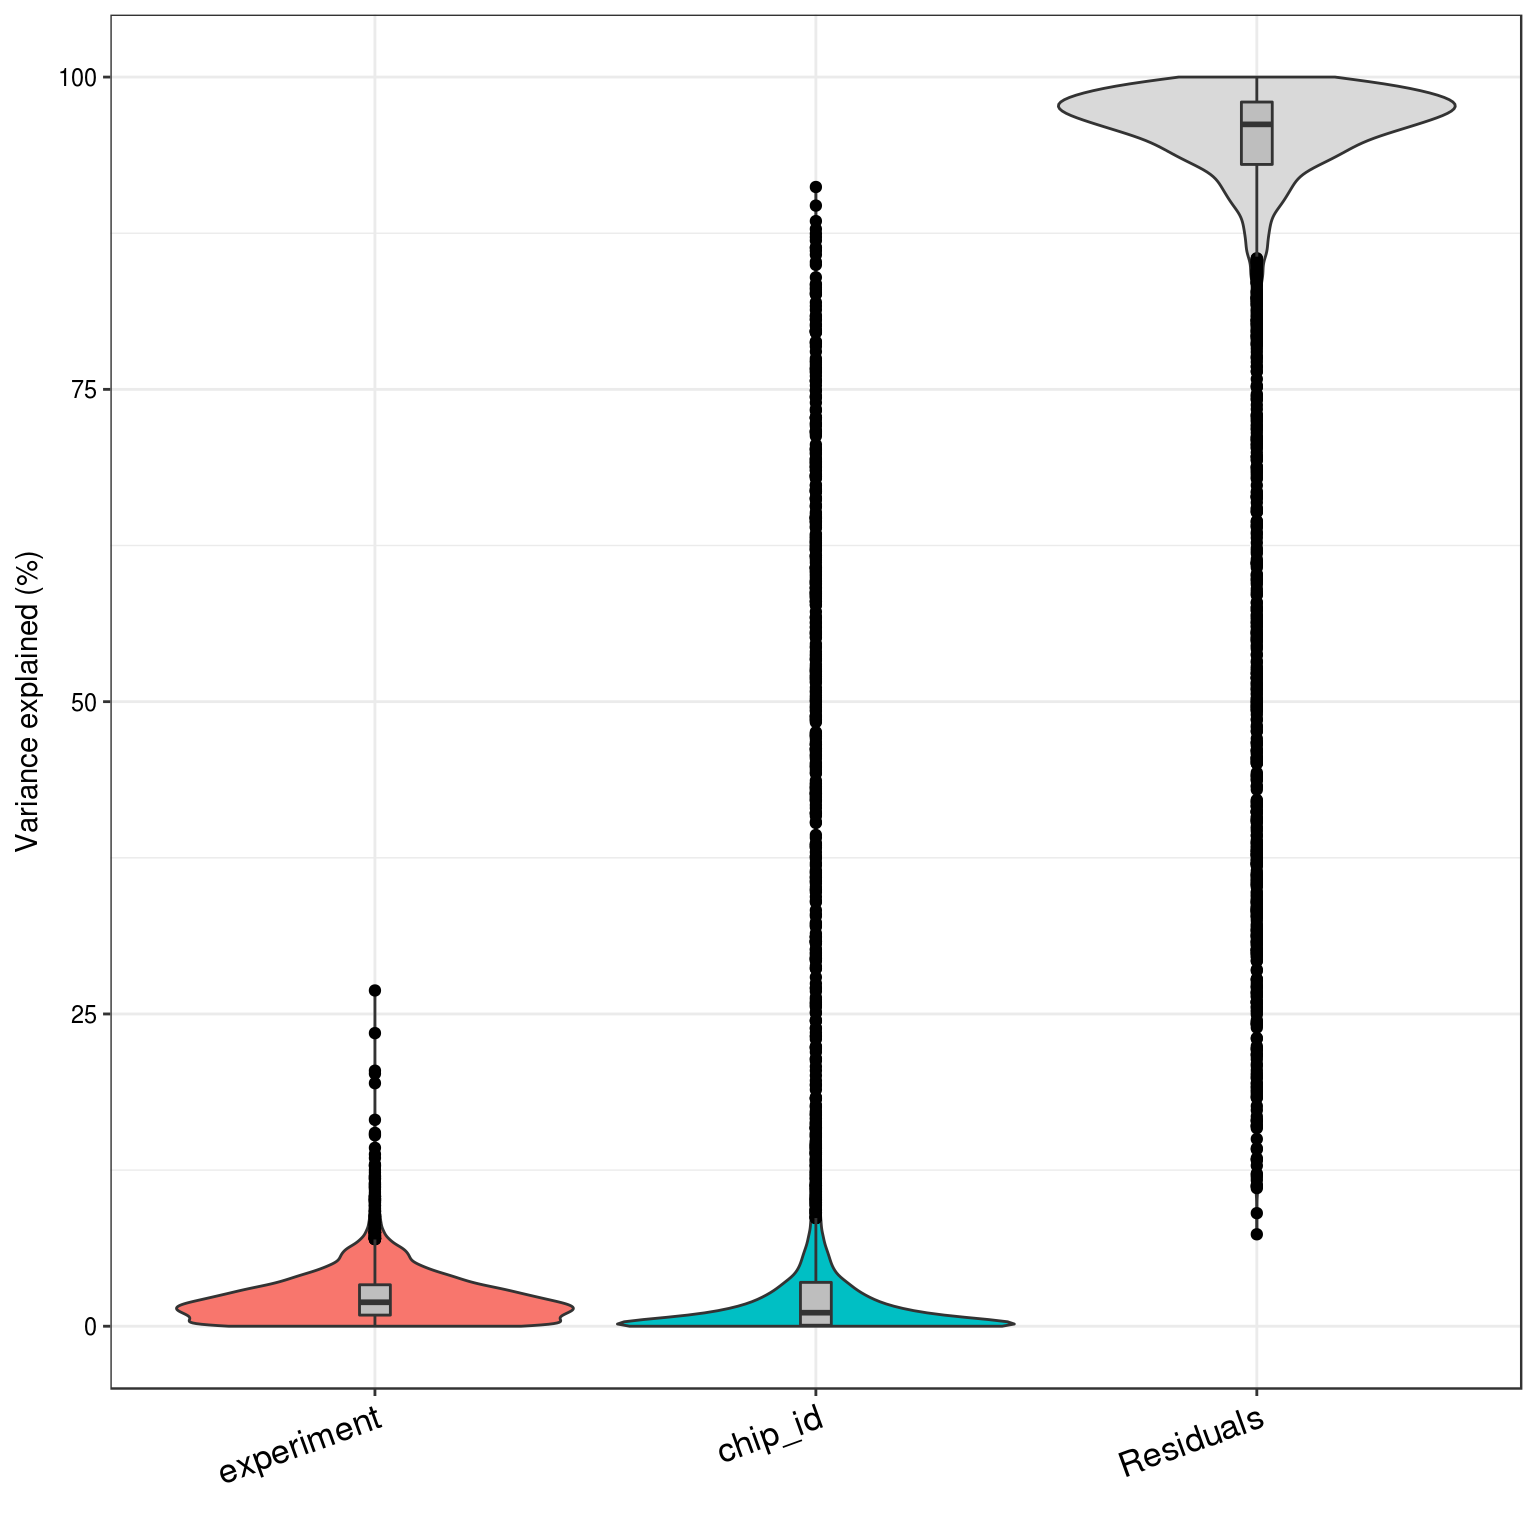 Variance explained (%)
100
75
50
25
0
experiment
chip_id
Residuals